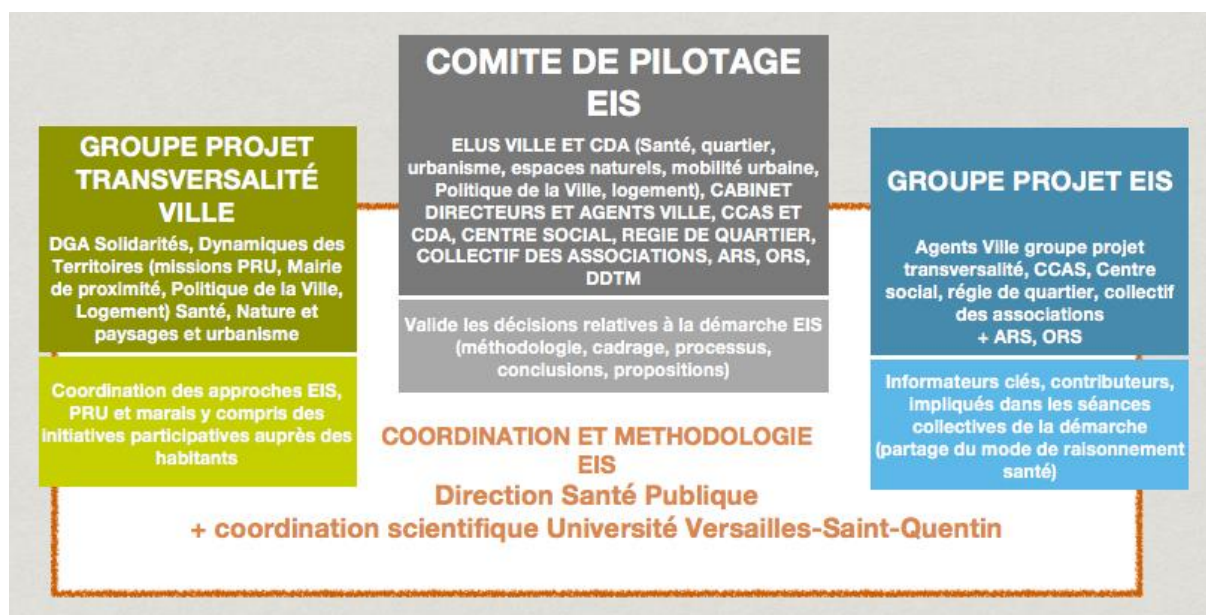 GROUPE PROJET
TRANSVERSALITÉ
VILLE
DGA Solidarités, Dynamiques des
Territoires (missions PRU, Mairie
de proximité, Politique de la Ville,
Logement) Santé, Nature et
paysages et urbanisme
Coordination des approches EIS,
PRU et marais y compris des
initiatives participatives auprès des
habitants
COMITE DE PILOTAGE
EIS
ELUS VILLE ET CDA (Santé, quartier,
urbanisme, espaces naturels, mobilité urbaine,
Politique de la Ville, logement), CABINET
DIRECTEURS ET AGENTS VILLE, CCAS ET
CDA, CENTRE SOCIAL, REGIE DE QUARTIER,
COLLECTIF DES ASSOCIATIONS, ARS, ORS,
DDTM
Valide les décisions relatives à la démarche EIS
(méthodologie, cadrage, processus,
conclusions, propositions)
GROUPE PROJET EIS
Agents Ville groupe projet
transversalité, CCAS, Centre
social, régie de quartier, collectif
des associations
+ ARS, ORS
Informateurs clés, contributeurs,
impliqués dans les séances
collectives de la démarche
(partage du mode de raisonnement
santé)
COORDINATION ET METHODOLOGIE
EIS
Direction Santé Publique
+ coordination scientifique Université Versailles-Saint-Quentin